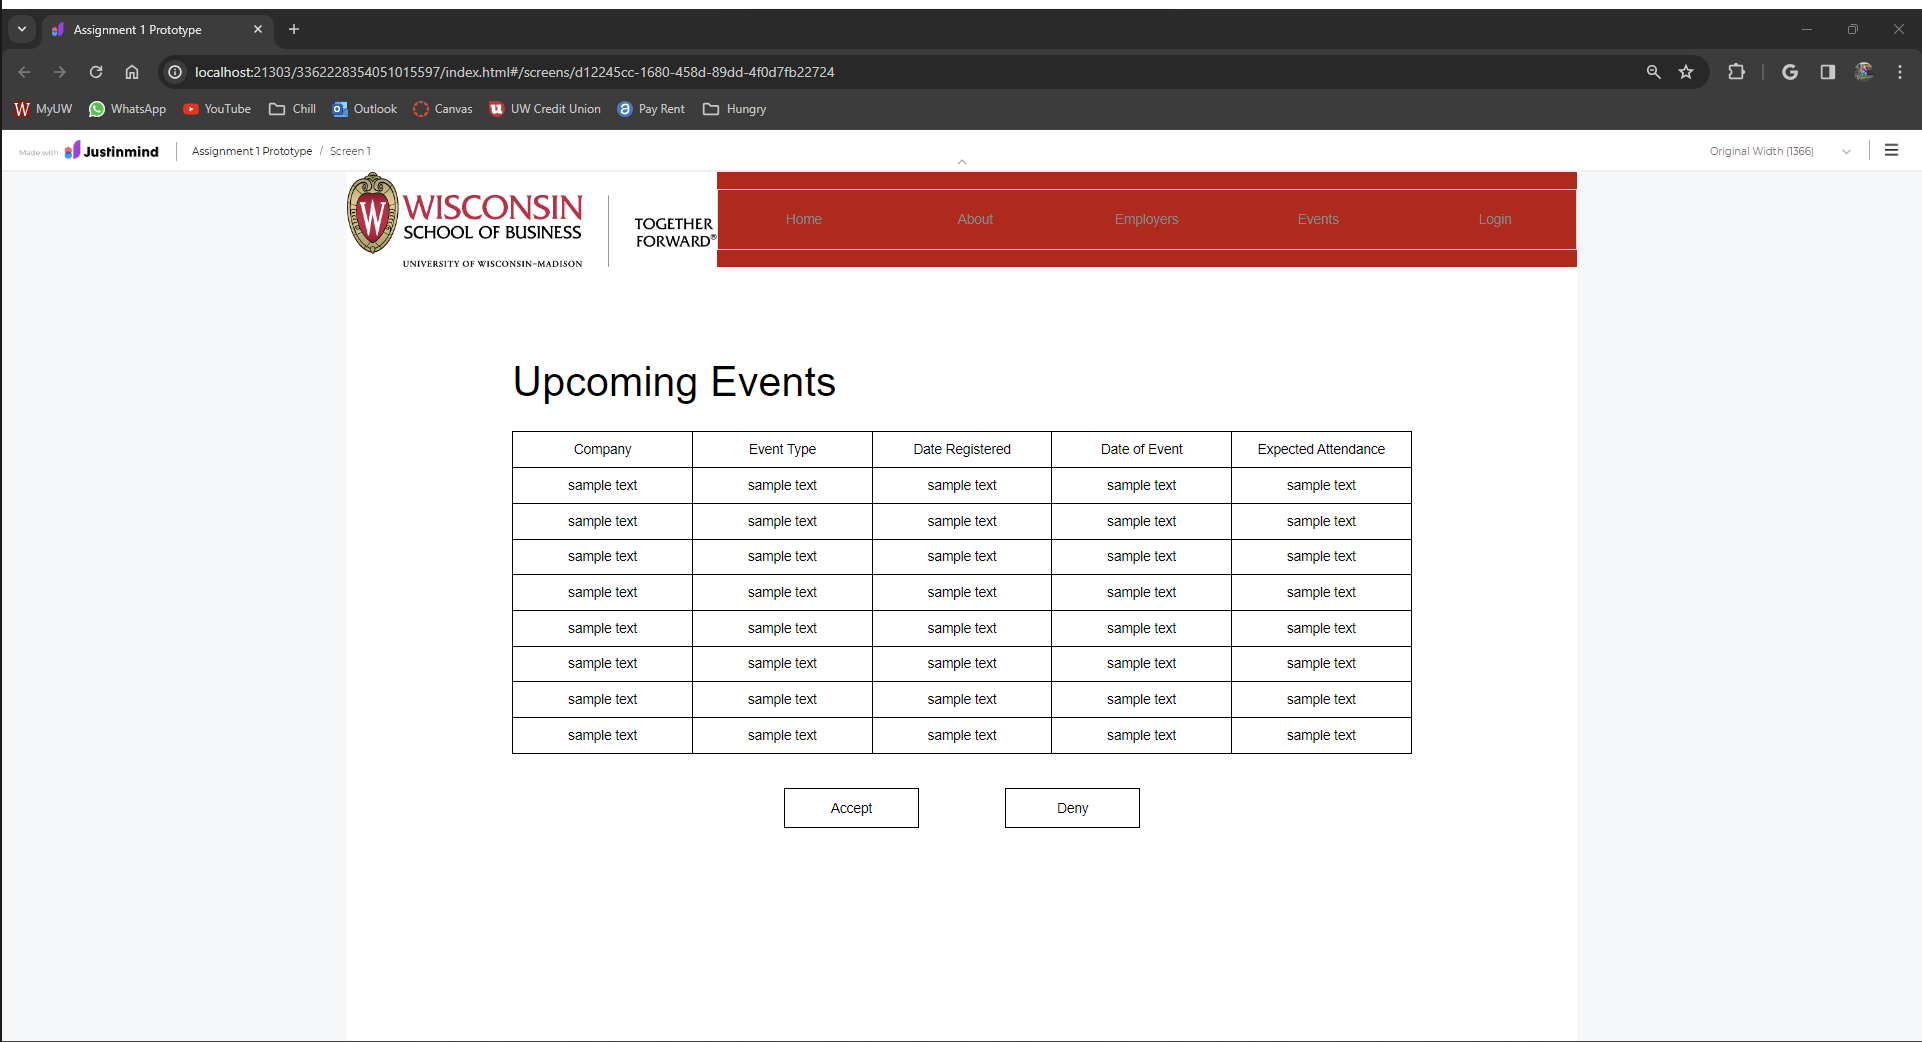 Assignment 1 Prototype
localhost:21303/3362228354051015597/index.html#/screens/d12245cc-1680-458d-89dd-4f0d7fb22724
MyUW WhatsApp YouTube Chill Outlook Canvas UW Credit Union Pay Rent Hungry
Made with Justinmind Assignment 1 Prototype / Screen 1 Original Width (1366)
W WISCONSIN
SCHOOL OF BUSINESS
UNIVERSITY OF WISCONSIN–MADISON
TOGETHER
FORWARD®
Home About Employers Events Login
Upcoming Events
Company Event Type Date Registered Date of Event Expected Attendance
sample text sample text sample text sample text sample text
sample text sample text sample text sample text sample text
sample text sample text sample text sample text sample text
sample text sample text sample text sample text sample text
sample text sample text sample text sample text sample text
sample text sample text sample text sample text sample text
sample text sample text sample text sample text sample text
sample text sample text sample text sample text sample text
Accept Deny